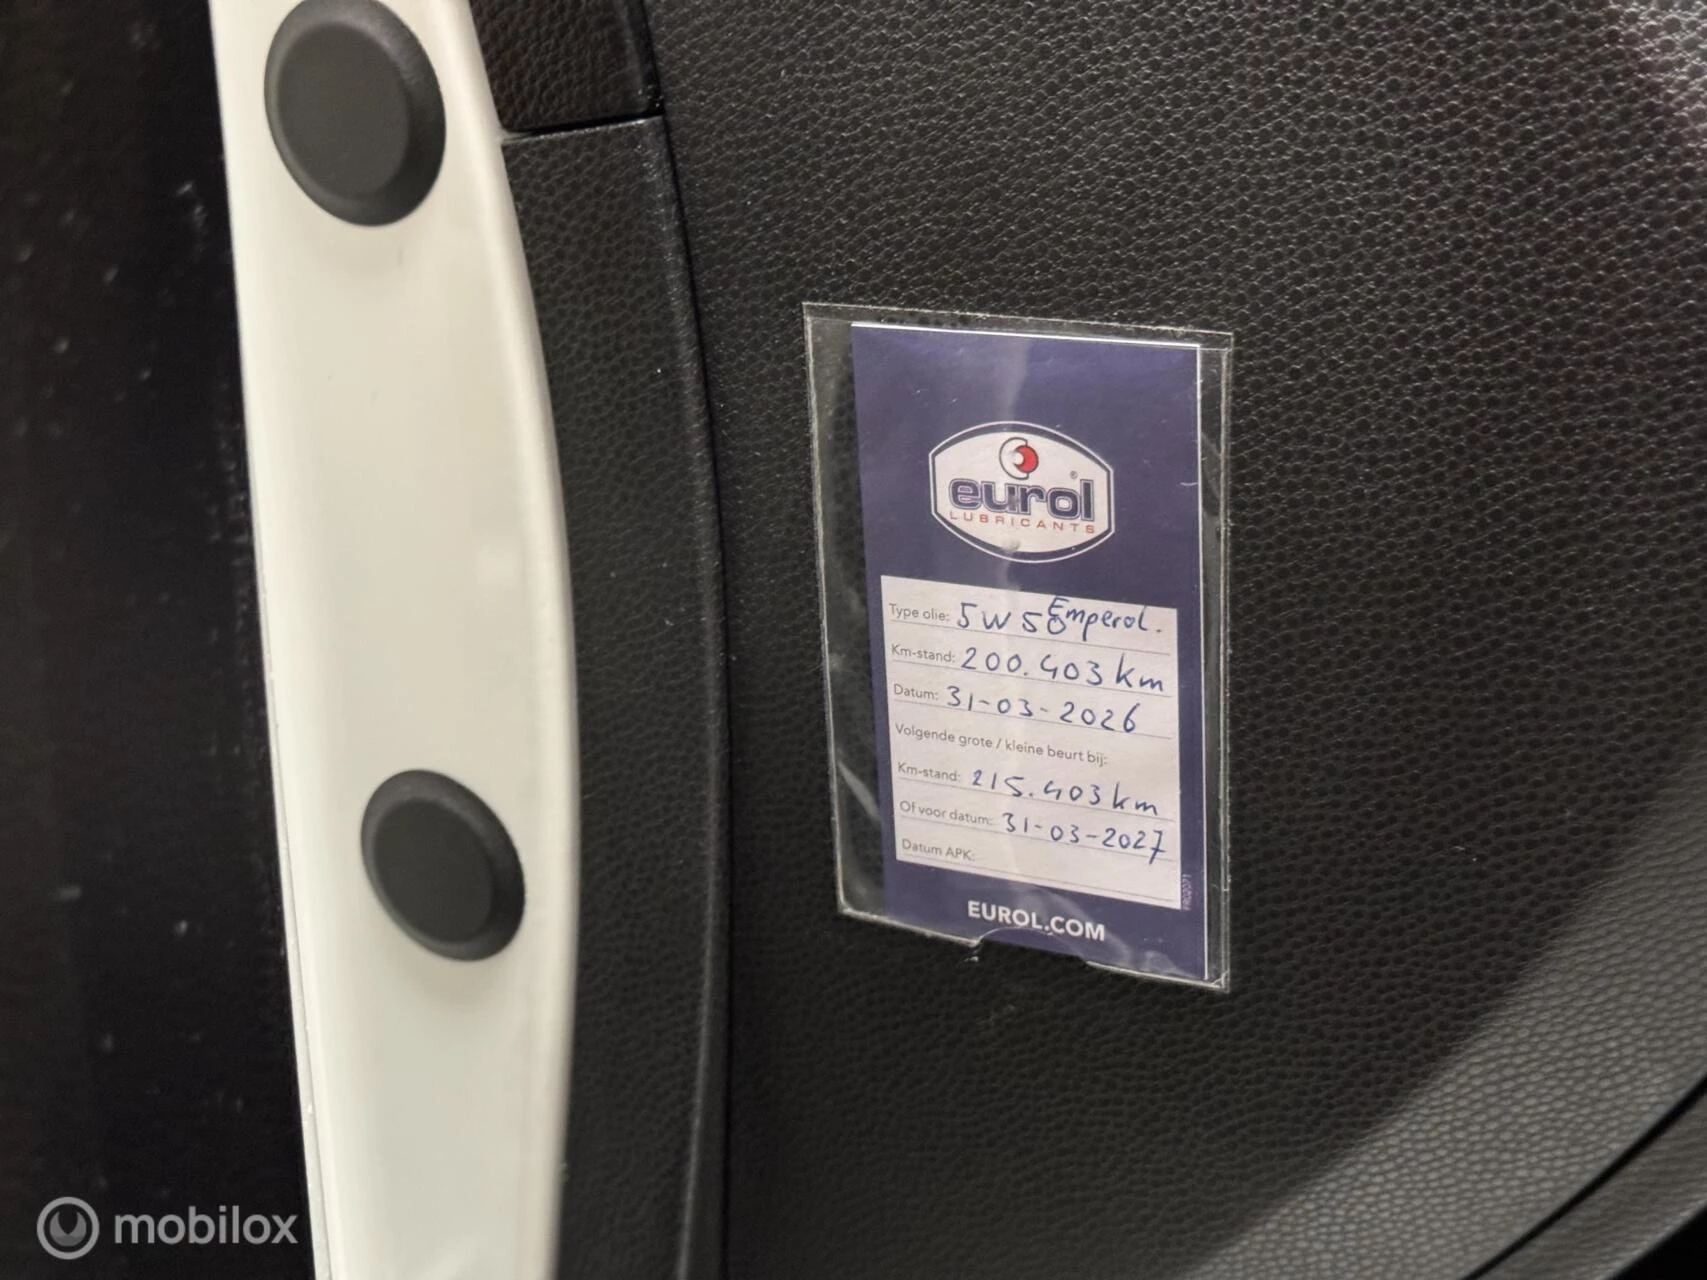 eurol®
LUBRICANTS
Type olie: 5W50 Emperol.
Km-stand: 200.403 km
Datum: 31-03-2026
Volgende grote / kleine beurt bij:
Km-stand: 215.403 km
Of voor datum: 31-03-2027
Datum APK:
EUROL.COM
mobilox